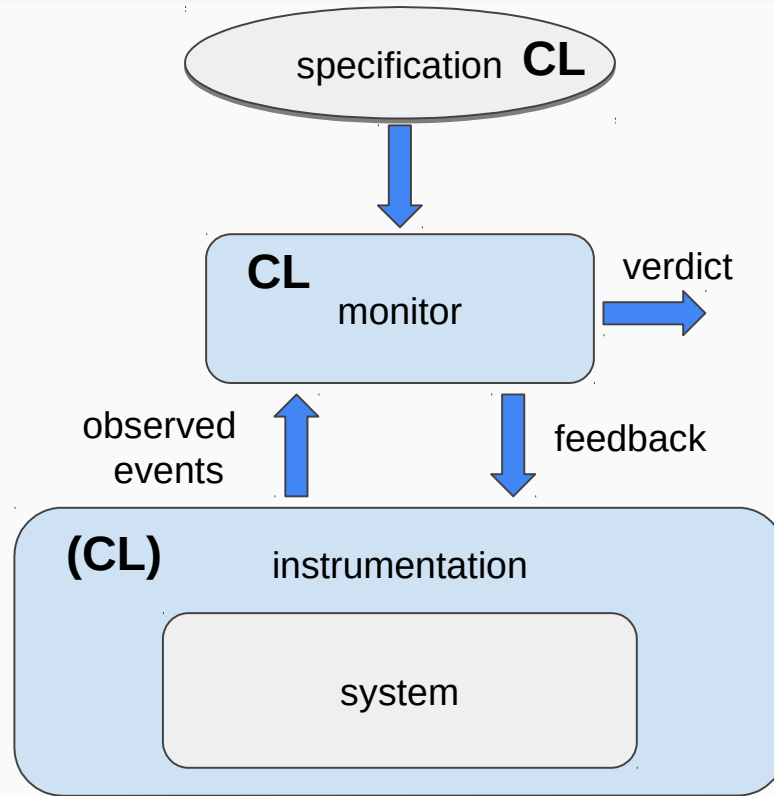 specification CL
CL
monitor
verdict
observed
events
feedback
(CL)
instrumentation
system